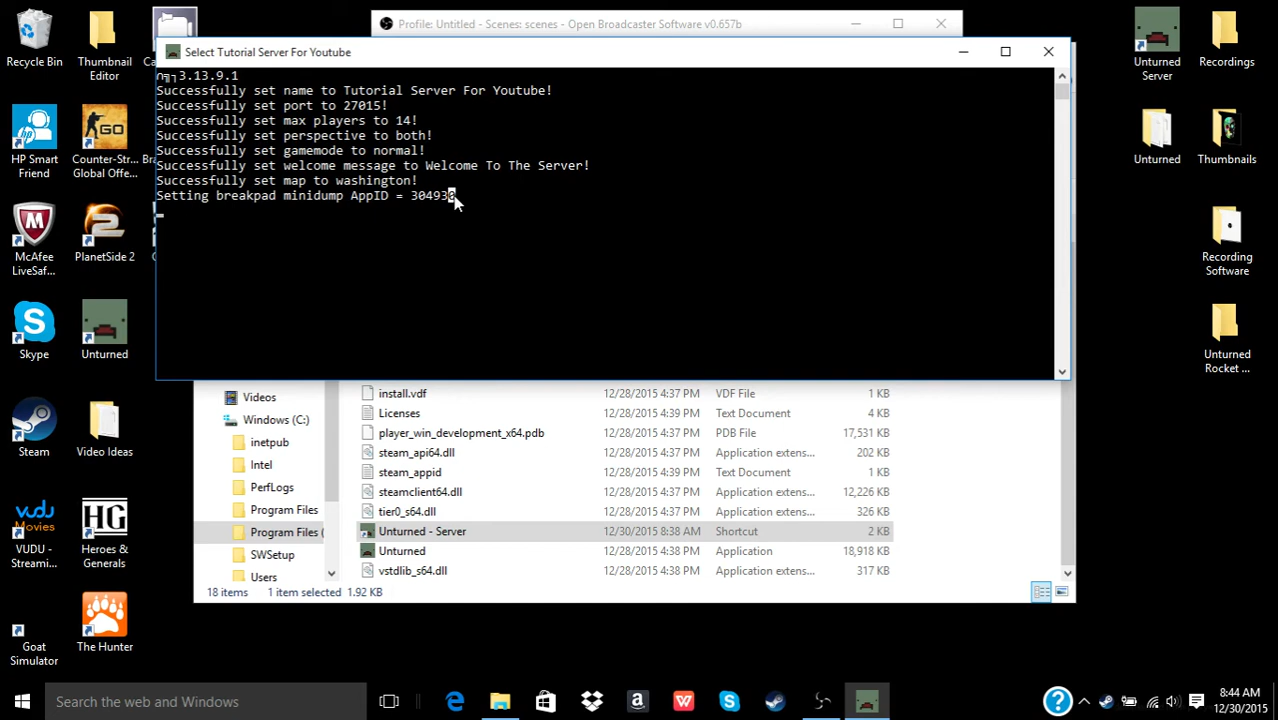 Recycle Bin
Thumbnail
Editor
HP Smart
Friend
Counter-Str...
McAfee
LiveSaf...
PlanetSide 2
Skype
Unturned
Steam
Video Ideas
VUDU -
Streami...
Heroes &
Generals
Goat
Simulator
The Hunter
Profile: Untitled - Scenes: scenes - Open Broadcaster Software v0.657b
Select Tutorial Server For Youtube
3.13.9.1
Successfully set name to Tutorial Server For Youtube!
Successfully set port to 27015!
Successfully set max players to 14!
Successfully set perspective to both!
Successfully set gamemode to normal!
Successfully set welcome message to Welcome To The Server!
Successfully set map to washington!
Setting breakpad minidump AppID = 304930
Videos
Windows (C:)
inetpub
Intel
PerfLogs
Program Files
Program Files (
SWSetup
Users
install.vdf 12/28/2015 4:37 PM VDF File 1 KB
Licenses 12/28/2015 4:37 PM Text Document 4 KB
player_win_development_x64.pdb 12/28/2015 4:37 PM PDB File 17,531 KB
steam_api64.dll 12/28/2015 4:37 PM Application extens... 202 KB
steam_appid 12/28/2015 4:39 PM Text Document 1 KB
steamclient64.dll 12/28/2015 4:37 PM Application extens... 12,226 KB
tier0_s64.dll 12/28/2015 4:37 PM Application extens... 326 KB
Unturned - Server 12/30/2015 8:38 AM Shortcut 2 KB
Unturned 12/28/2015 4:38 PM Application 18,918 KB
vstdlib_s64.dll 12/28/2015 4:38 PM Application extens... 317 KB
18 items 1 item selected 1.92 KB
Unturned
Server
Recordings
Unturned
Thumbnails
Recording
Software
Unturned
Rocket ...
Search the web and Windows
8:44 AM
12/30/2015